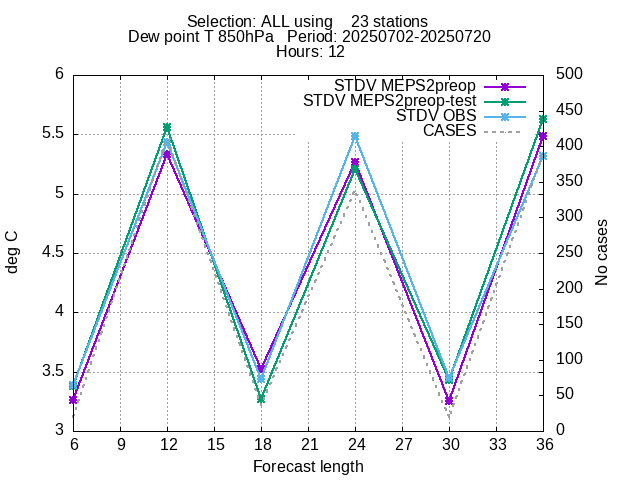 Selection: ALL using    23 stations
Dew point T 850hPa   Period: 20250702-20250720
Hours: 12
STDV MEPS2preop
STDV MEPS2preop-test
STDV OBS
CASES
6
5.5
5
4.5
4
3.5
3
deg C
500
450
400
350
300
250
200
150
100
50
0
No cases
6 9 12 15 18 21 24 27 30 33 36
Forecast length